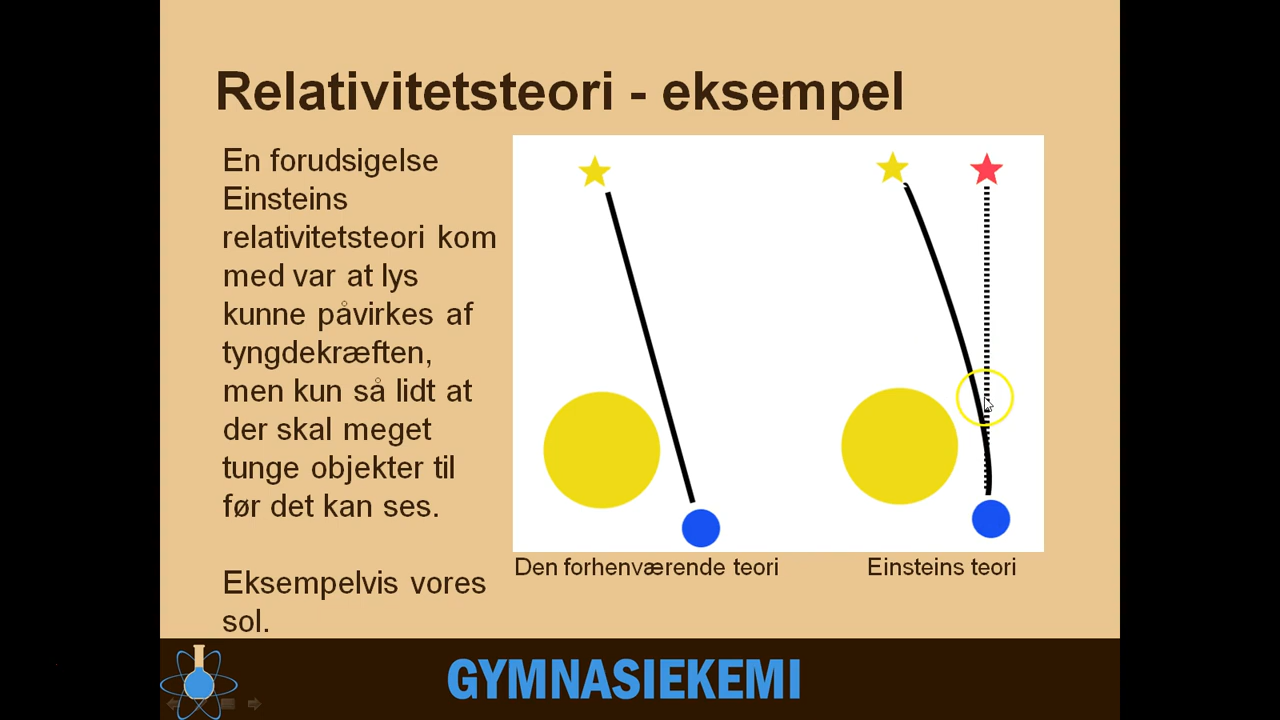 Relativitetsteori - eksempel
En forudsigelse
Einsteins
relativitetsteori kom
med var at lys
kunne påvirkes af
tyngdekræften,
men kun så lidt at
der skal meget
tunge objekter til
før det kan ses.
Eksempelvis vores
sol.
Den forhenværende teori
Einsteins teori
GYMNASIEKEMI